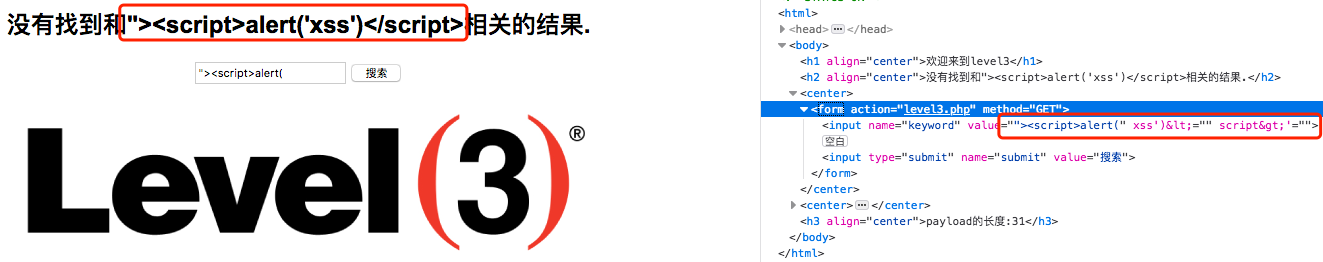 没有找到和"><script>alert('xss')</script>相关的结果.
"><script>alert(
搜索
Level(3)®
<html>
<head> ··· </head>
<body>
<h1 align="center">欢迎来到level3</h1>
<h2 align="center">没有找到和"><script>alert('xss')</script>相关的结果.</h2>
<center>
<form action="level3.php" method="GET">
<input name="keyword" value=""><script>alert(" xss')&lt;="" script&gt;'="">
空白
<input type="submit" name="submit" value="搜索">
</form>
</center>
<center> ··· </center>
<h3 align="center">payload的长度:31</h3>
</body>
</html>